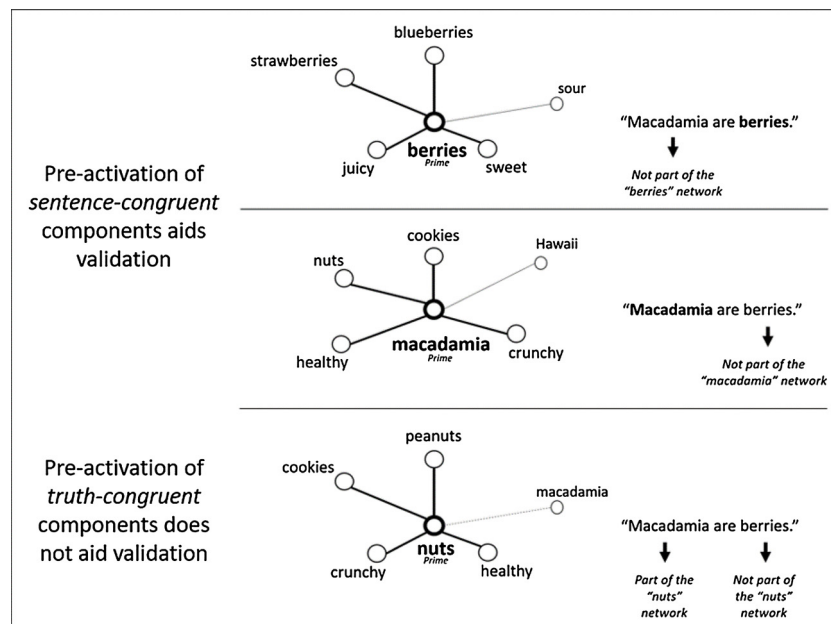 Pre-activation of
sentence-congruent
components aids
validation
blueberries
strawberries
sour
berries
Prime
juicy
sweet
“Macadamia are berries.”
Not part of the
“berries” network
cookies
nuts
Hawaii
macadamia
Prime
healthy
crunchy
“Macadamia are berries.”
Not part of the
“macadamia” network
Pre-activation of
truth-congruent
components does
not aid validation
peanuts
cookies
macadamia
nuts
Prime
crunchy
healthy
“Macadamia are berries.”
Part of the
“nuts”
network
Not part of
the “nuts”
network